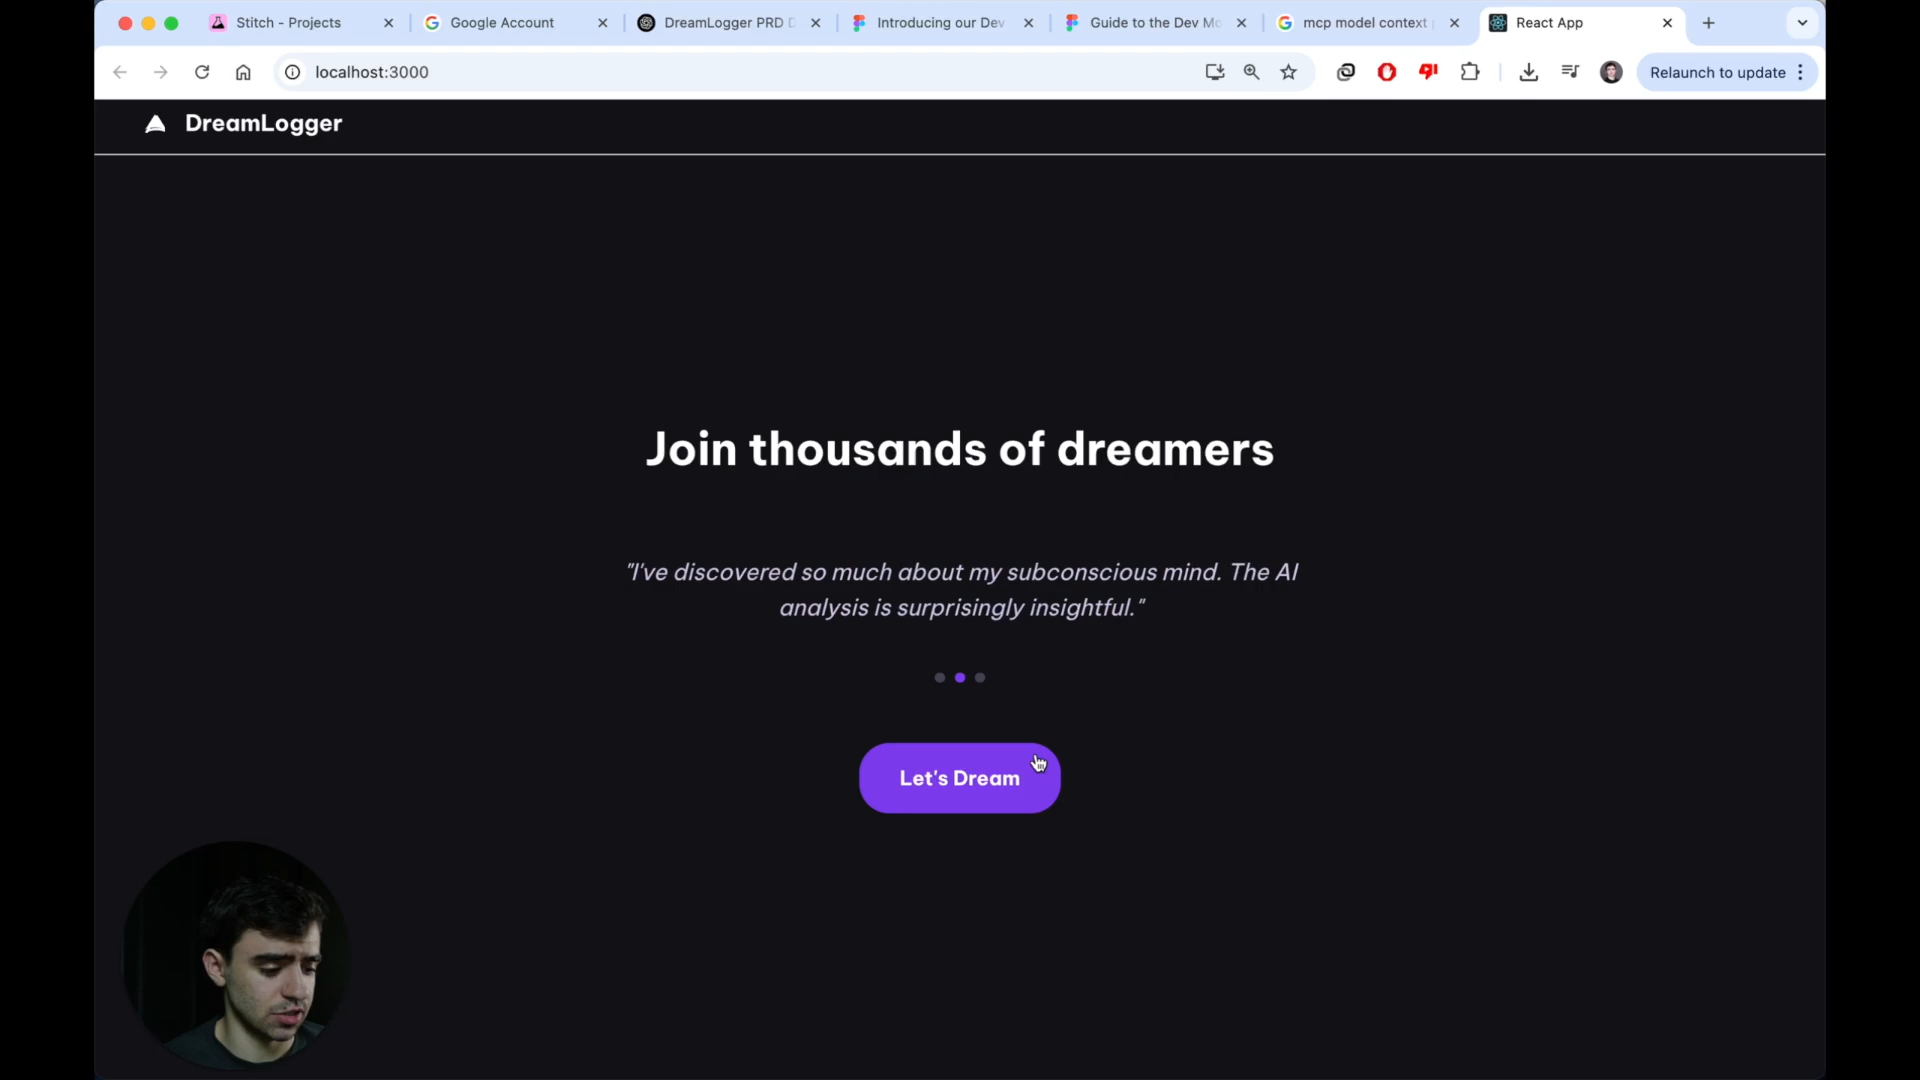 Stitch - Projects
Google Account
DreamLogger PRD D
Introducing our Dev
Guide to the Dev Mo
mcp model context
React App
localhost:3000
Relaunch to update
DreamLogger
Join thousands of dreamers
"I've discovered so much about my subconscious mind. The AI
analysis is surprisingly insightful."
Let's Dream